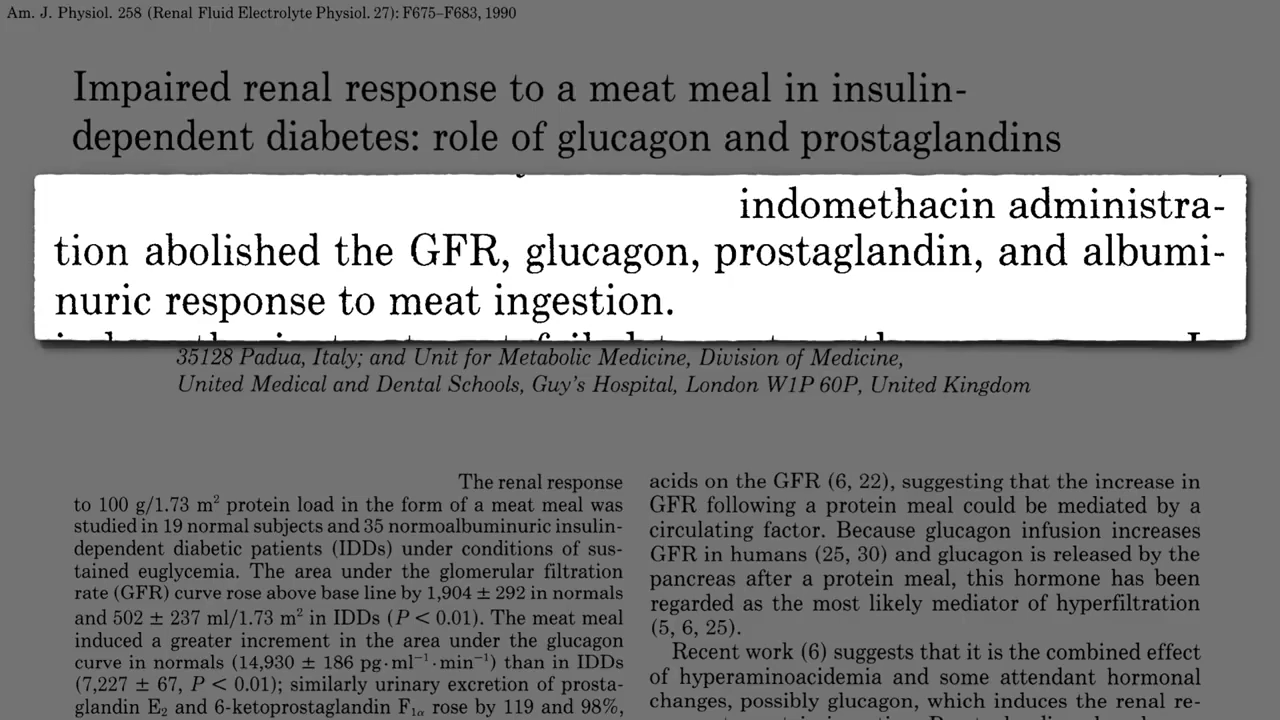 Am. J. Physiol. 258 (Renal Fluid Electrolyte Physiol. 27): F675–F683, 1990
Impaired renal response to a meat meal in insulin-
dependent diabetes: role of glucagon and prostaglandins
indomethacin administra-
tion abolished the GFR, glucagon, prostaglandin, and albumi-
nuric response to meat ingestion.
35128 Padua, Italy; and Unit for Metabolic Medicine, Division of Medicine,
United Medical and Dental Schools, Guy's Hospital, London W1P 60P, United Kingdom
The renal response
to 100 g/1.73 m² protein load in the form of a meat meal was
studied in 19 normal subjects and 35 normoalbuminuric insulin-
dependent diabetic patients (IDDs) under conditions of sus-
tained euglycemia. The area under the glomerular filtration
rate (GFR) curve rose above base line by 1,904 ± 292 in normals
and 502 ± 237 ml/1.73 m² in IDDs (P < 0.01). The meat meal
induced a greater increment in the area under the glucagon
curve in normals (14,930 ± 186 pg·ml⁻¹·min⁻¹) than in IDDs
(7,227 ± 67, P < 0.01); similarly urinary excretion of prosta-
glandin E₂ and 6-ketoprostaglandin F₁α rose by 119 and 98%,
acids on the GFR (6, 22), suggesting that the increase in
GFR following a protein meal could be mediated by a
circulating factor. Because glucagon infusion increases
GFR in humans (25, 30) and glucagon is released by the
pancreas after a protein meal, this hormone has been
regarded as the most likely mediator of hyperfiltration
(5, 6, 25).
Recent work (6) suggests that it is the combined effect
of hyperaminoacidemia and some attendant hormonal
changes, possibly glucagon, which induces the renal re-